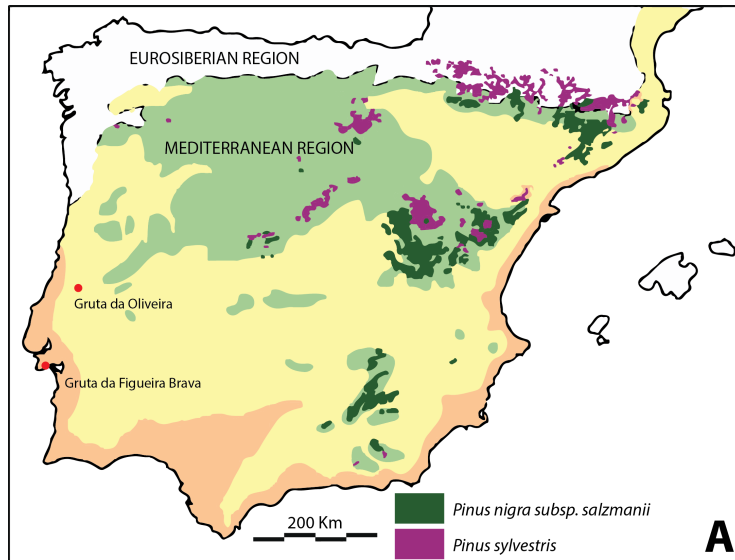 EUROSIBERIAN REGION
MEDITERRANEAN REGION
Gruta da Oliveira
Gruta da Figueira Brava
200 Km
Pinus nigra subsp. salzmanii
Pinus sylvestris
A